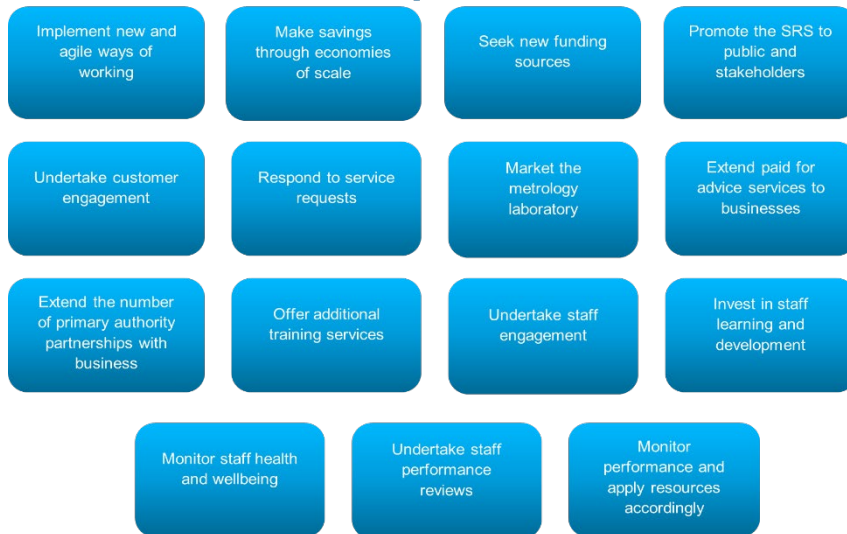 Implement new and
agile ways of
working
Make savings
through economies
of scale
Seek new funding
sources
Promote the SRS to
public and
stakeholders
Undertake customer
engagement
Respond to service
requests
Market the
metrology
laboratory
Extend paid for
advice services to
businesses
Extend the number
of primary authority
partnerships with
business
Offer additional
training services
Undertake staff
engagement
Invest in staff
learning and
development
Monitor staff health
and wellbeing
Undertake staff
performance
reviews
Monitor
performance and
apply resources
accordingly